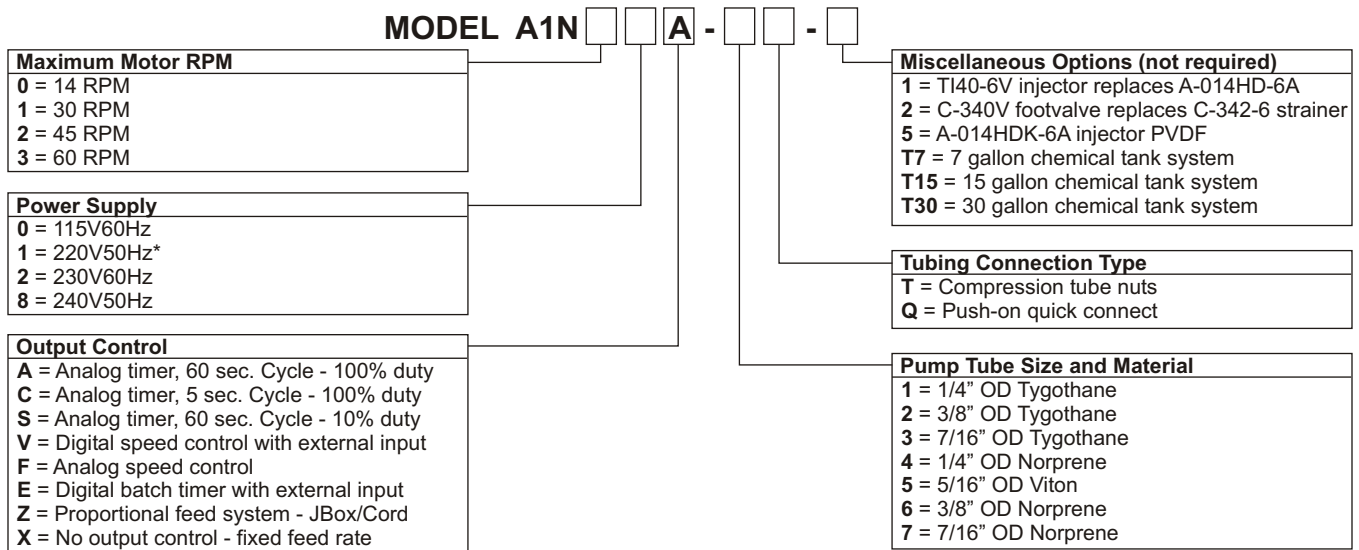 MODEL A1N A - -
Maximum Motor RPM
0 = 14 RPM
1 = 30 RPM
2 = 45 RPM
3 = 60 RPM
Power Supply
0 = 115V60Hz
1 = 220V50Hz*
2 = 230V60Hz
8 = 240V50Hz
Output Control
A = Analog timer, 60 sec. Cycle - 100% duty
C = Analog timer, 5 sec. Cycle - 100% duty
S = Analog timer, 60 sec. Cycle - 10% duty
V = Digital speed control with external input
F = Analog speed control
E = Digital batch timer with external input
Z = Proportional feed system - JBox/Cord
X = No output control - fixed feed rate
Miscellaneous Options (not required)
1 = TI40-6V injector replaces A-014HD-6A
2 = C-340V footvalve replaces C-342-6 strainer
5 = A-014HDK-6A injector PVDF
T7 = 7 gallon chemical tank system
T15 = 15 gallon chemical tank system
T30 = 30 gallon chemical tank system
Tubing Connection Type
T = Compression tube nuts
Q = Push-on quick connect
Pump Tube Size and Material
1 = 1/4” OD Tygothane
2 = 3/8” OD Tygothane
3 = 7/16” OD Tygothane
4 = 1/4” OD Norprene
5 = 5/16” OD Viton
6 = 3/8” OD Norprene
7 = 7/16” OD Norprene